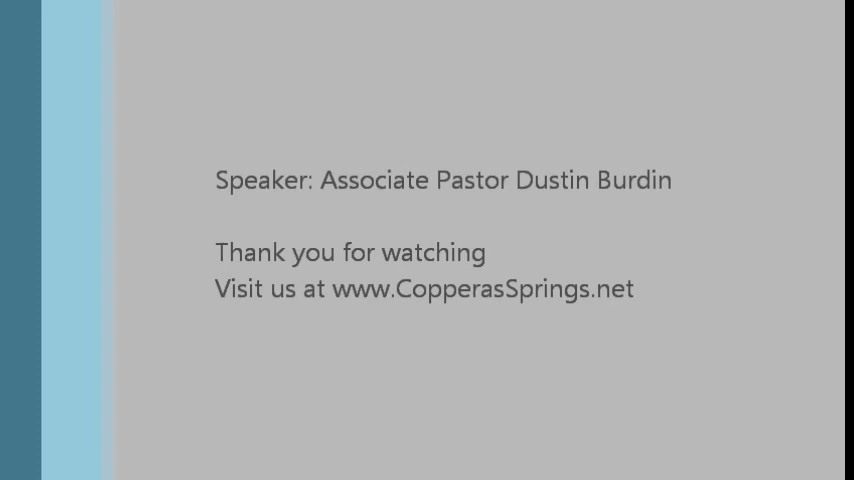 Speaker: Associate Pastor Dustin Burdin
Thank you for watching
Visit us at www.CopperasSprings.net